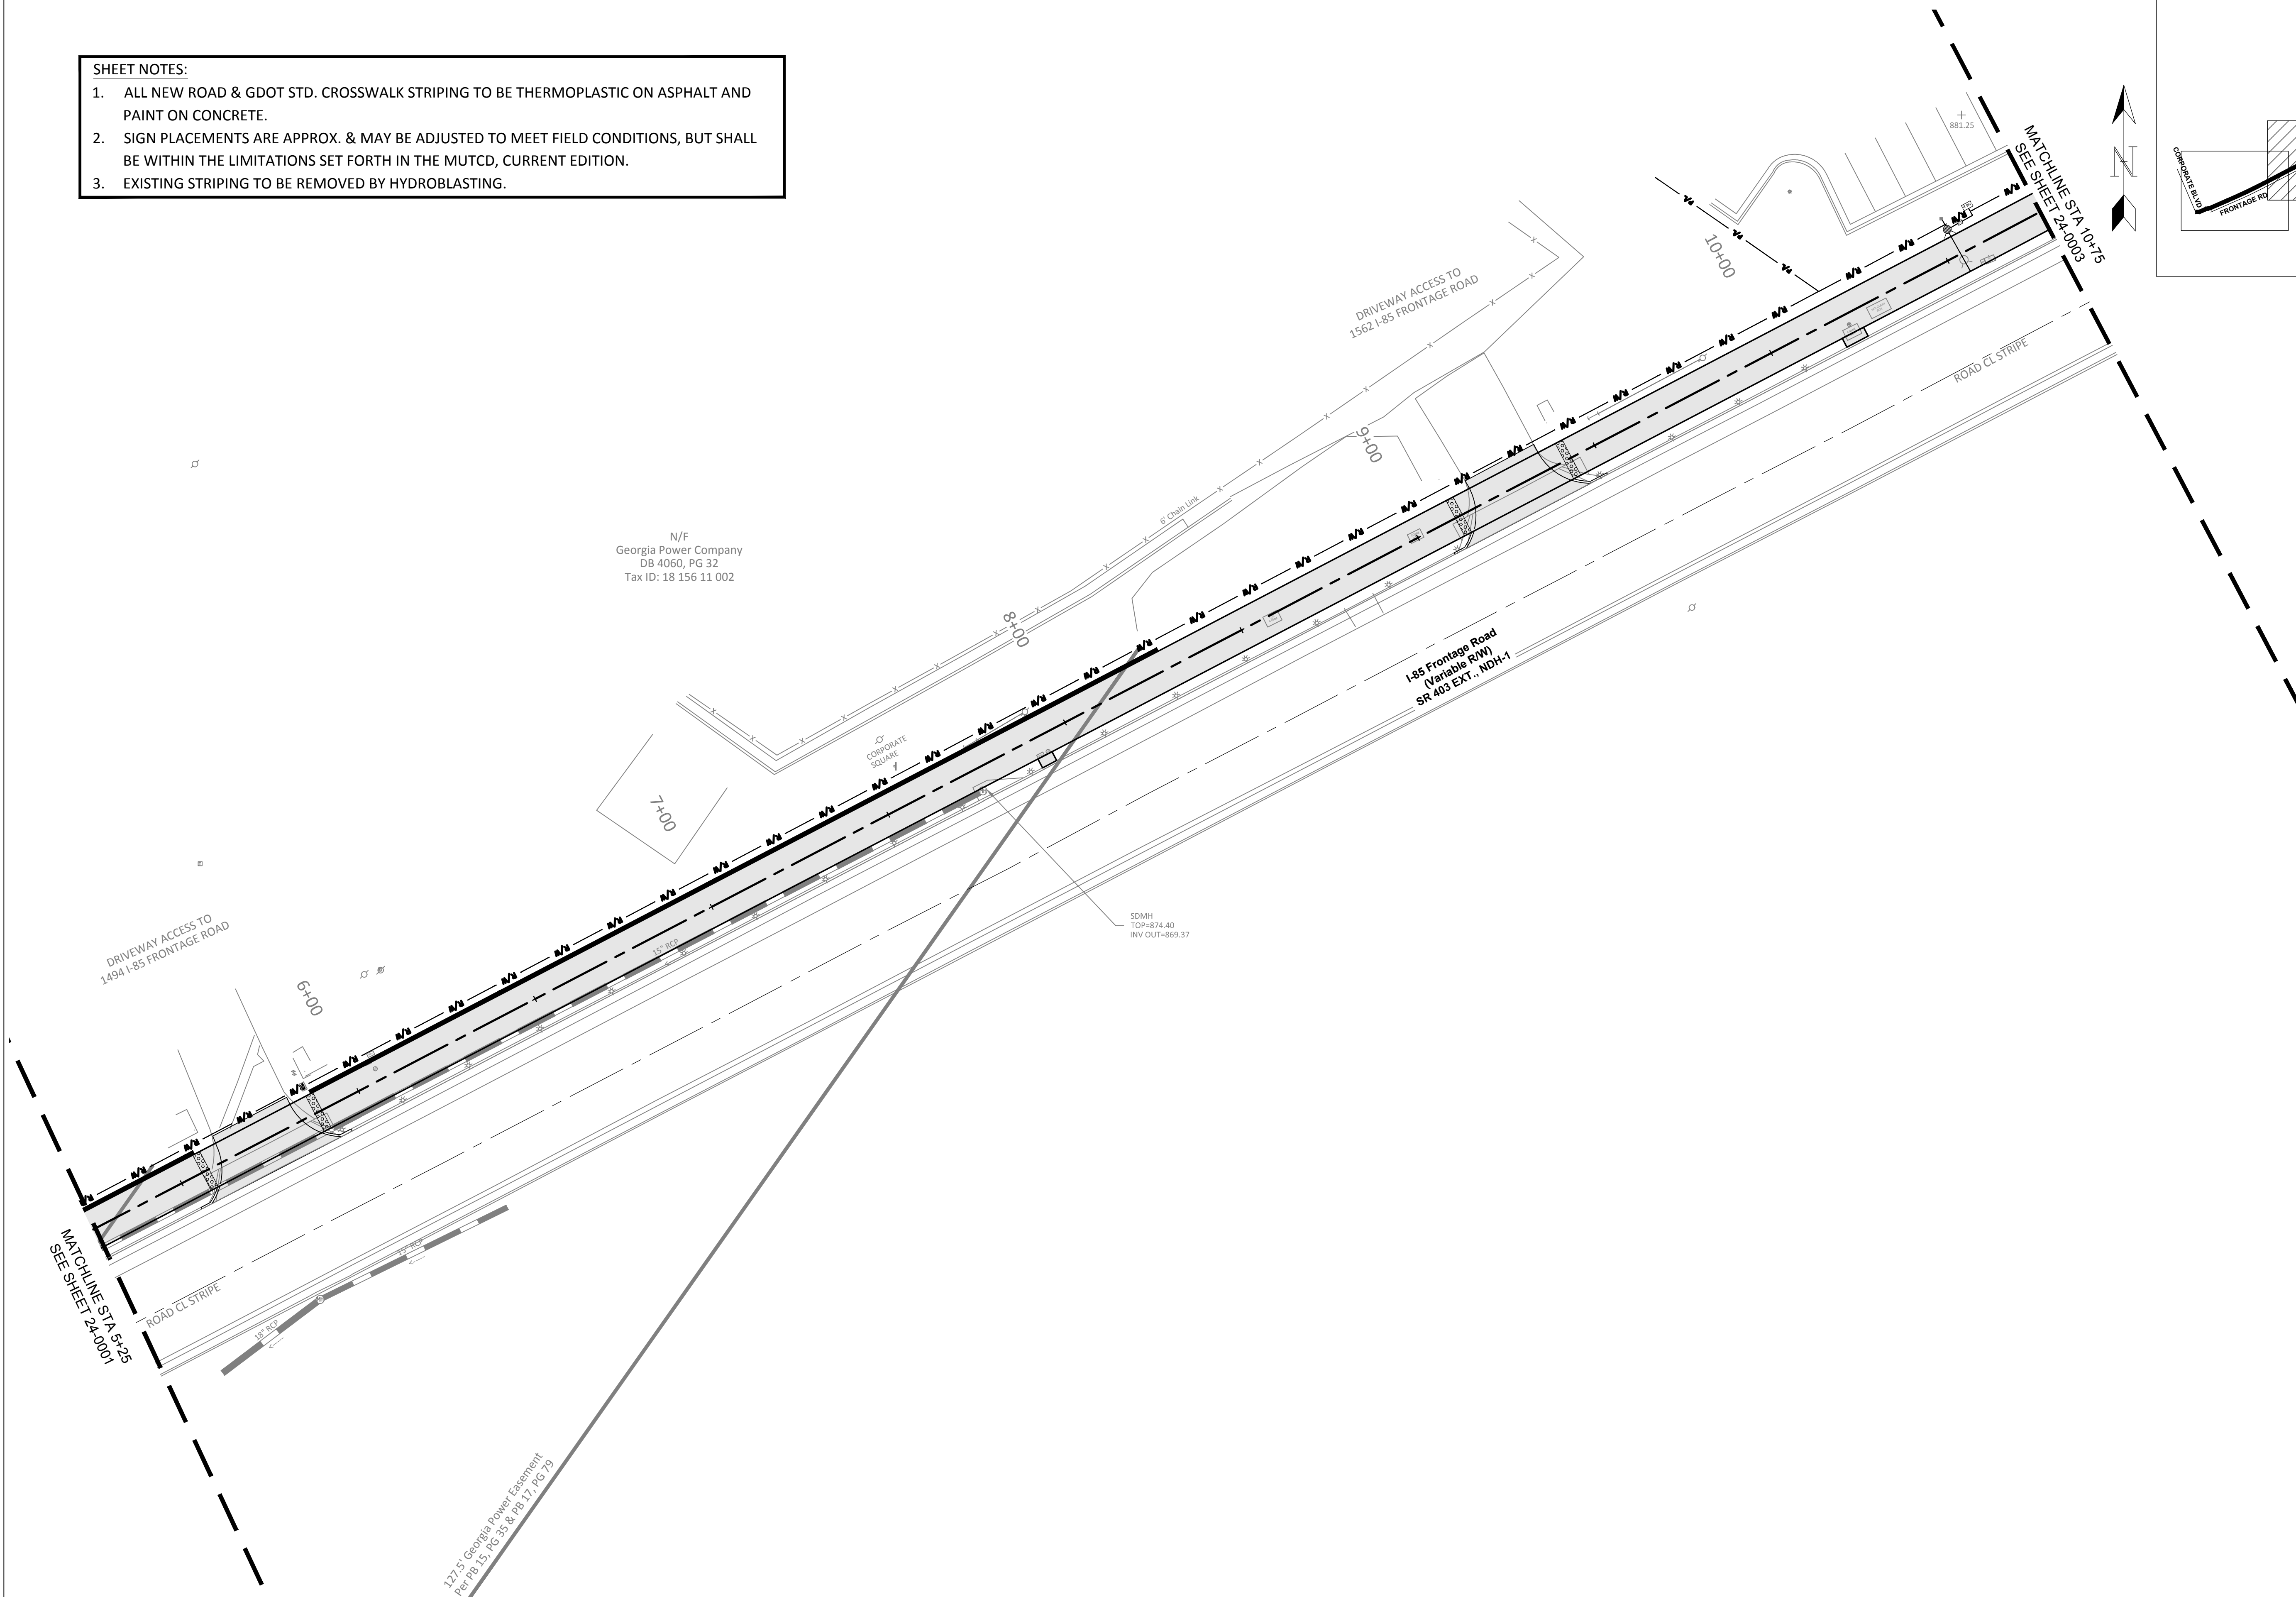 SHEET NOTES:
1. ALL NEW ROAD & GDOT STD. CROSSWALK STRIPING TO BE THERMOPLASTIC ON ASPHALT AND
PAINT ON CONCRETE.
2. SIGN PLACEMENTS ARE APPROX. & MAY BE ADJUSTED TO MEET FIELD CONDITIONS, BUT SHALL
BE WITHIN THE LIMITATIONS SET FORTH IN THE MUTCD, CURRENT EDITION.
3. EXISTING STRIPING TO BE REMOVED BY HYDROBLASTING.
881.25
MATCHLINE STA 10+75
SEE SHEET 24-0003
N
CORPORATE BLVD
FRONTAGE RD
10+00
DRIVEWAY ACCESS TO
1562 I-85 FRONTAGE ROAD
ROAD CL STRIPE
9+00
6' Chain Link
N/F
Georgia Power Company
DB 4060, PG 32
Tax ID: 18 156 11 002
8+00
I-85 Frontage Road
(Variable R/W)
SR 403 EXT., NDH-1
CORPORATE
SQUARE
7+00
SDMH
TOP=874.40
INV OUT=869.37
15" RCP
DRIVEWAY ACCESS TO
1494 I-85 FRONTAGE ROAD
6+00
R/W
MATCHLINE STA 5+25
SEE SHEET 24-0001
ROAD CL STRIPE
15" RCP
18" RCP
127.5' Georgia Power Easement
Per PB 15, PG 35 & PB 17, PG 79